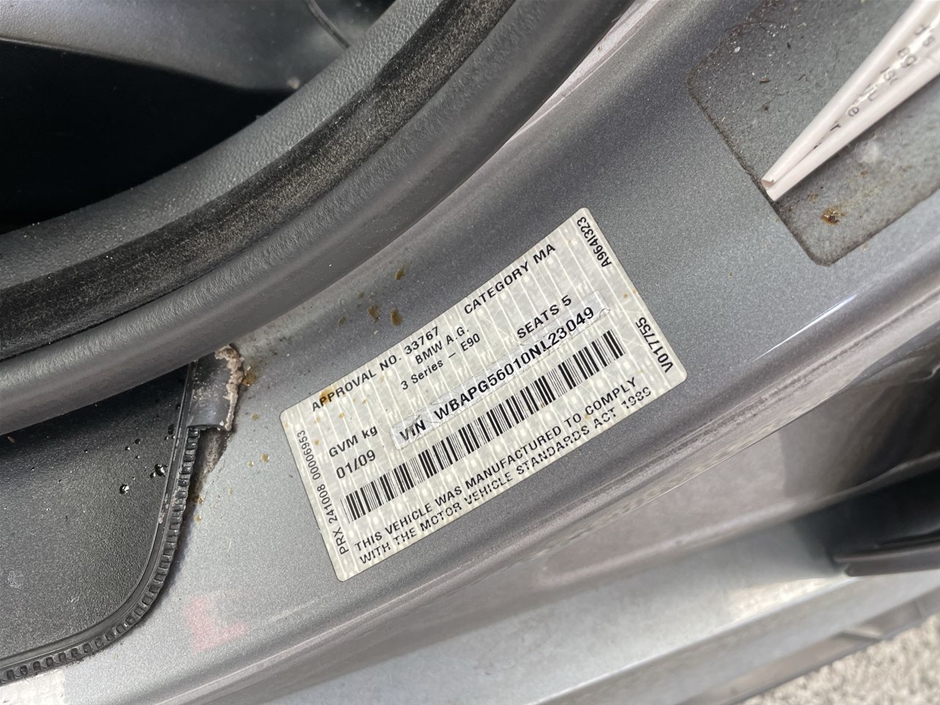 APPROVAL NO. 33767 CATEGORY MA
BMW A.G.
3 Series - E90 SEATS 5
GVM kg
VIN WBAPG56010NL23049
01/09
THIS VEHICLE WAS MANUFACTURED TO COMPLY
WITH THE MOTOR VEHICLE STANDARDS ACT 1989
PRX 241008 00006953
A9641323
V017755